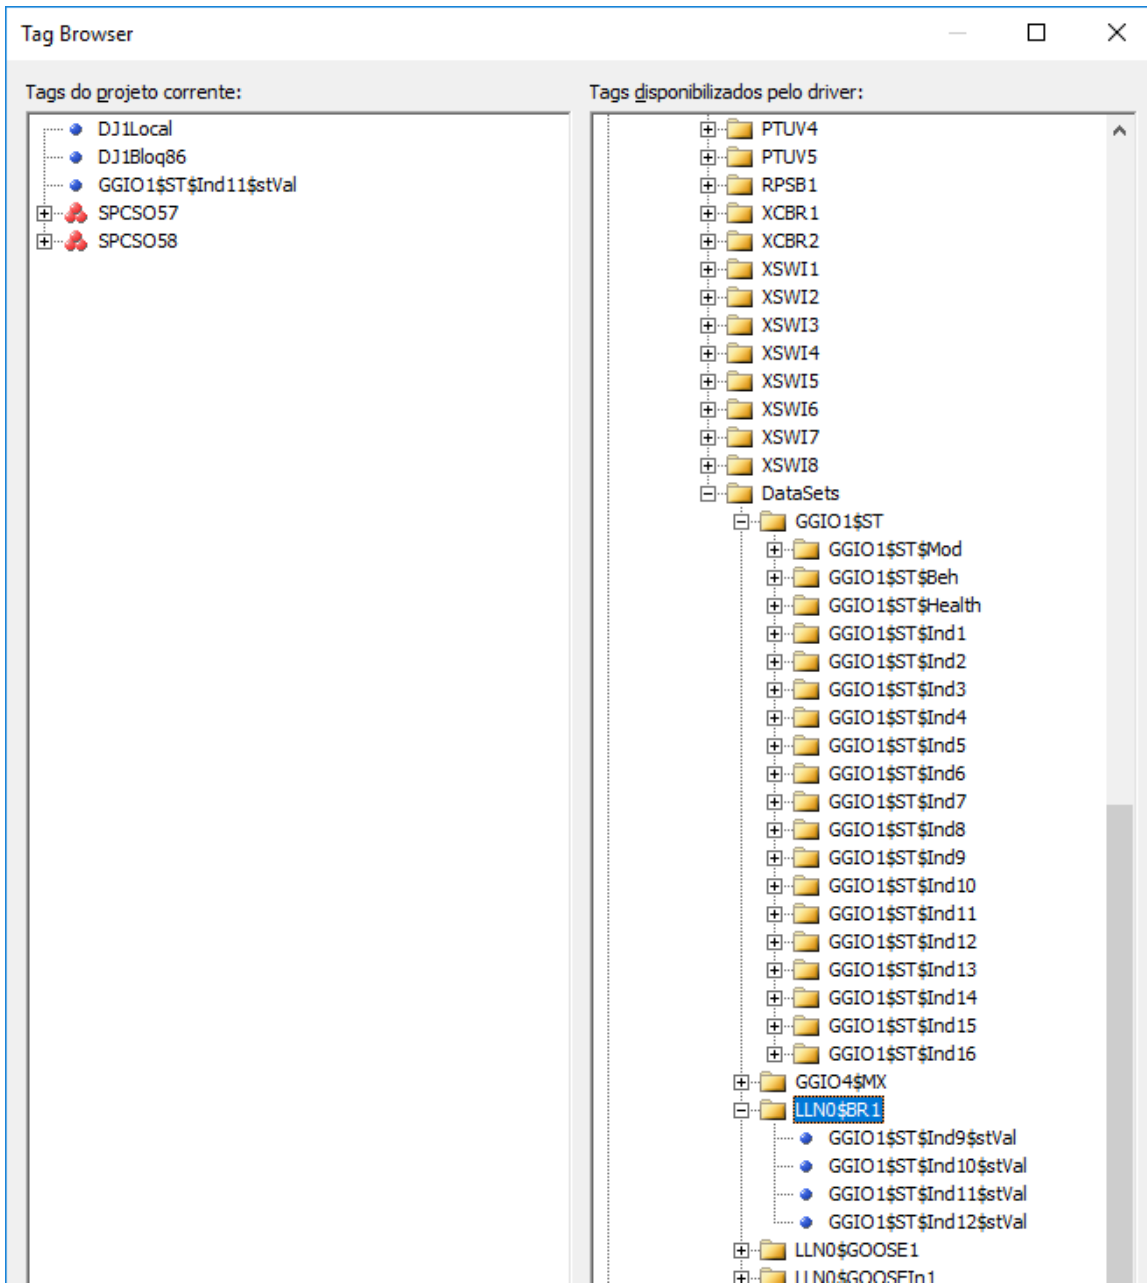 Tag Browser
Tags do projeto corrente:
DJ1Local
DJ1Bloq86
GGIO1$ST$Ind11$stVal
SPCSO57
SPCSO58
Tags disponibilizados pelo driver:
PTUV4
PTUV5
RPSB1
XCBR1
XCBR2
XSWI1
XSWI2
XSWI3
XSWI4
XSWI5
XSWI6
XSWI7
XSWI8
DataSets
GGIO1$ST
GGIO1$ST$Mod
GGIO1$ST$Beh
GGIO1$ST$Health
GGIO1$ST$Ind1
GGIO1$ST$Ind2
GGIO1$ST$Ind3
GGIO1$ST$Ind4
GGIO1$ST$Ind5
GGIO1$ST$Ind6
GGIO1$ST$Ind7
GGIO1$ST$Ind8
GGIO1$ST$Ind9
GGIO1$ST$Ind10
GGIO1$ST$Ind11
GGIO1$ST$Ind12
GGIO1$ST$Ind13
GGIO1$ST$Ind14
GGIO1$ST$Ind15
GGIO1$ST$Ind16
GGIO4$MX
LLN0$BR1
GGIO1$ST$Ind9$stVal
GGIO1$ST$Ind10$stVal
GGIO1$ST$Ind11$stVal
GGIO1$ST$Ind12$stVal
LLN0$GOOSE1
LLN0$GOOSEIn1